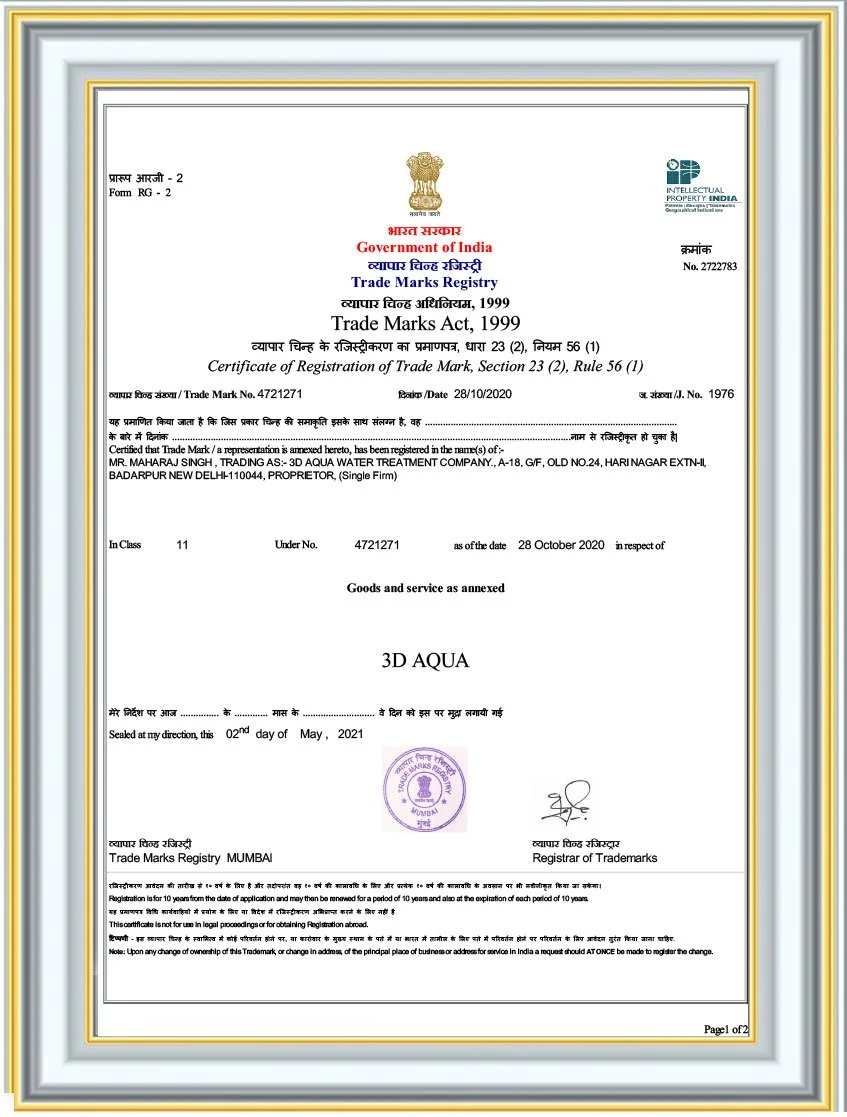 प्रारूप आरजी - 2
Form RG - 2
सत्यमेव जयते
INTELLECTUAL
PROPERTY INDIA
Patents | Designs | Trademarks
Geographical Indications
भारत सरकार
Government of India
व्यापार चिन्ह रजिस्ट्री
Trade Marks Registry
क्रमांक
No. 2722783
व्यापार चिन्ह अधिनियम, 1999
Trade Marks Act, 1999
व्यापार चिन्ह के रजिस्ट्रीकरण का प्रमाणपत्र, धारा 23 (2), नियम 56 (1)
Certificate of Registration of Trade Mark, Section 23 (2), Rule 56 (1)
व्यापार चिन्ह संख्या / Trade Mark No. 4721271 दिनांक /Date 28/10/2020 ज. संख्या /J. No. 1976
यह प्रमाणित किया जाता है कि जिस प्रकार चिन्ह की समाकृति इसके साथ संलग्न है, वह ....................................................................................................
के बारे में दिनांक ..........................................................................................................................................नाम से रजिस्ट्रीकृत हो चुका है|
Certified that Trade Mark / a representation is annexed hereto, has been registered in the name(s) of :-
MR. MAHARAJ SINGH , TRADING AS:- 3D AQUA WATER TREATMENT COMPANY., A-18, G/F, OLD NO.24, HARI NAGAR EXTN-II,
BADARPUR NEW DELHI-110044, PROPRIETOR, (Single Firm)
In Class 11 Under No. 4721271 as of the date 28 October 2020 in respect of
Goods and service as annexed
3D AQUA
मेरे निर्देश पर आज ............... के ............. मास के ............................ वे दिन को इस पर मुद्रा लगायी गई
Sealed at my direction, this 02nd day of May , 2021
व्यापार चिन्ह रजिस्ट्री
TRADE MARKS REGISTRY
MUMBAI
मुंबई
व्यापार चिन्ह रजिस्ट्री
Trade Marks Registry MUMBAI
व्यापार चिन्ह रजिस्ट्रार
Registrar of Trademarks
रजिस्ट्रीकरण आवेदन की तारीख से १० वर्ष के लिए है और तदोपरांत वह १० वर्ष की कालावधि के लिए और प्रत्येक १० वर्ष की कालावधि के अवसान पर भी नवीनीकृत किया जा सकेगा।
Registration is for 10 years from the date of application and may then be renewed for a period of 10 years and also at the expiration of each period of 10 years.
यह प्रमाणपत्र विधि कार्यवाहियों में प्रयोग के लिए या विदेश में रजिस्ट्रीकरण अभिप्राप्त करने के लिए नहीं है
This certificate is not for use in legal proceedings or for obtaining Registration abroad.
टिप्पणी - इस व्यापार चिन्ह के स्वामित्व में कोई परिवर्तन होने पर, या कारोबार के मुख्य स्थान के पते में या भारत में तामील के लिए पते में परिवर्तन होने पर परिवर्तन के लिए आवेदन तुरंत किया जाना चाहिए.
Note: Upon any change of ownership of this Trademark, or change in address, of the principal place of business or address for service in India a request should AT ONCE be made to register the change.
Page1 of 2